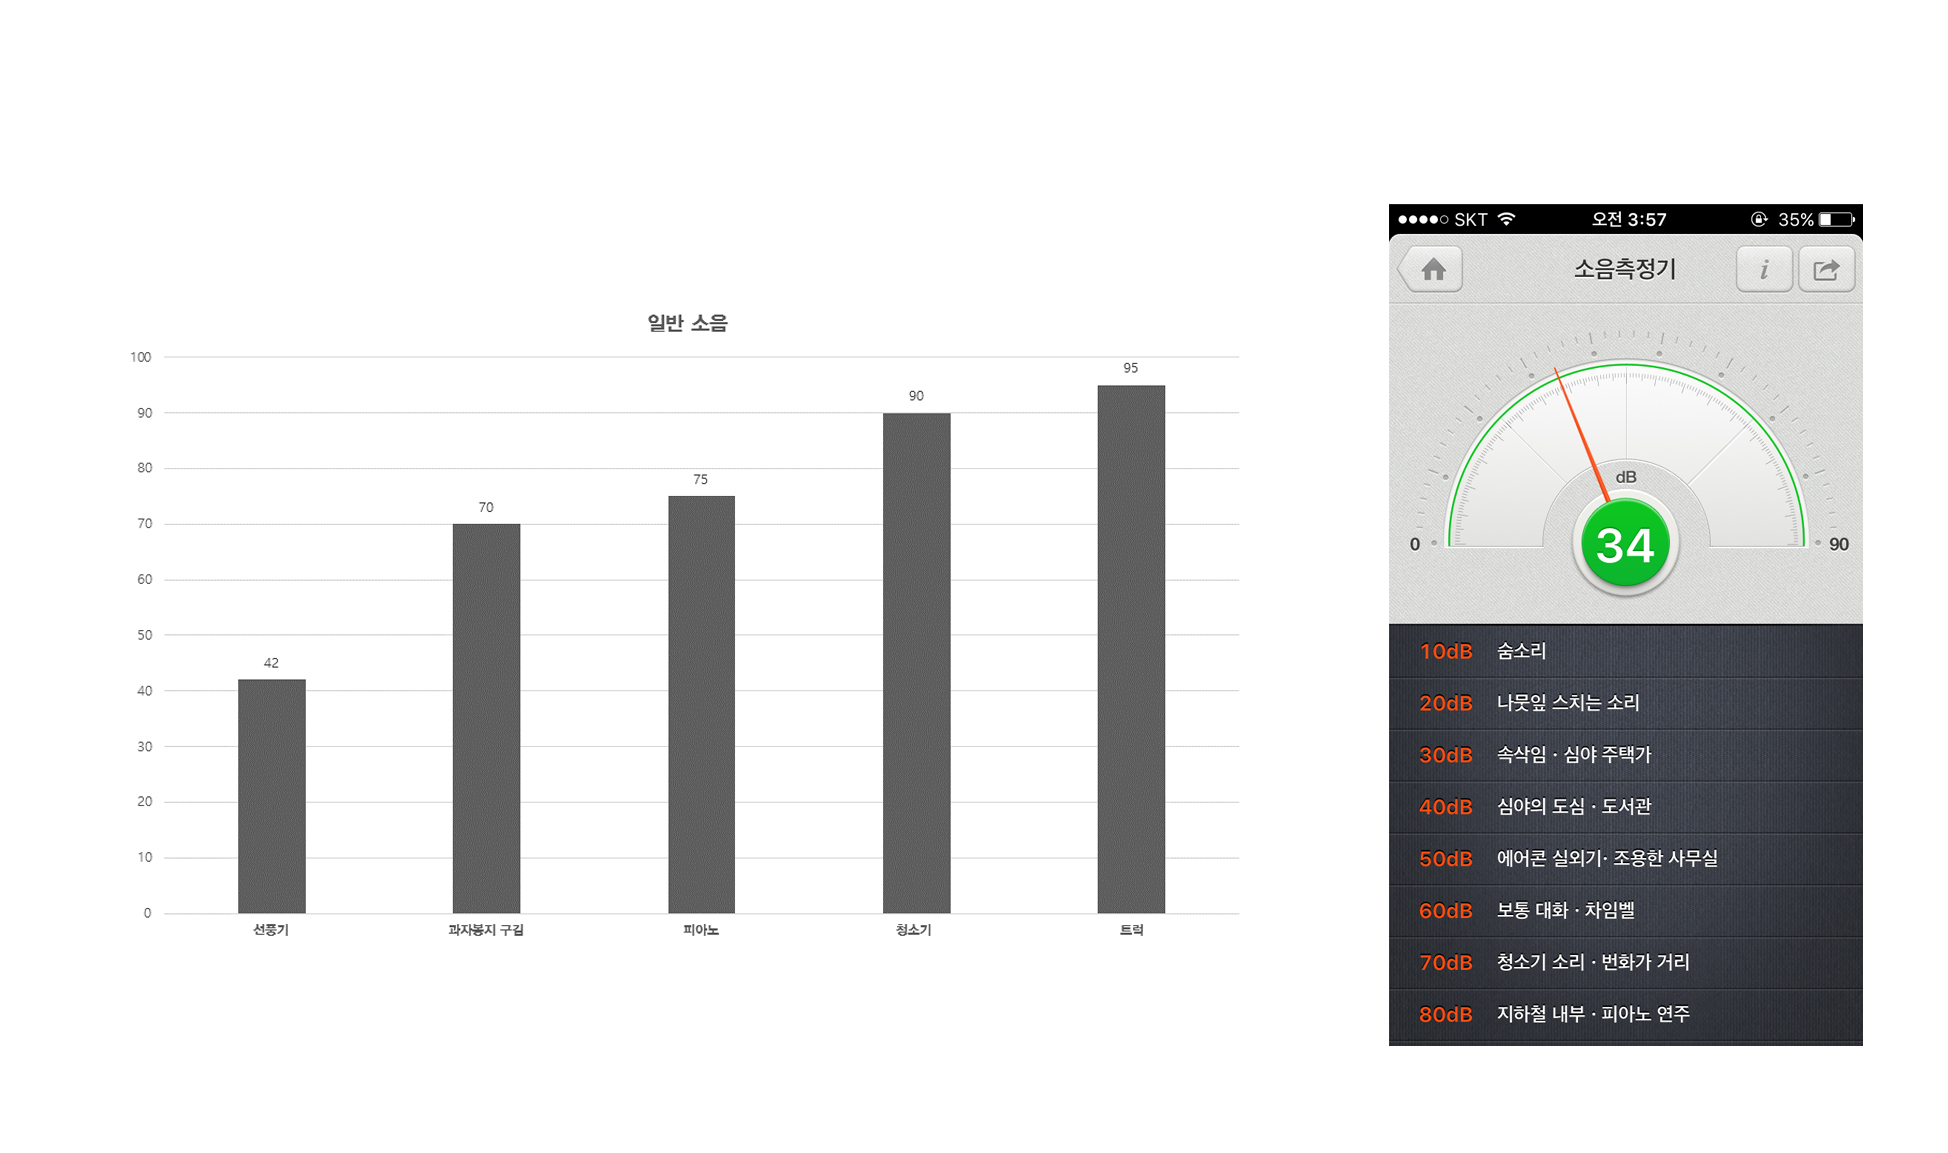 일반 소음
100
90
80
70
60
50
40
30
20
10
0
42
70
75
90
95
선풍기
과자봉지 구김
피아노
청소기
트럭
SKT 오전 3:57 35%
소음측정기
i
dB
0
34
90
10dB 숨소리
20dB 나뭇잎 스치는 소리
30dB 속삭임 · 심야 주택가
40dB 심야의 도심 · 도서관
50dB 에어콘 실외기· 조용한 사무실
60dB 보통 대화 · 차임벨
70dB 청소기 소리 · 번화가 거리
80dB 지하철 내부 · 피아노 연주